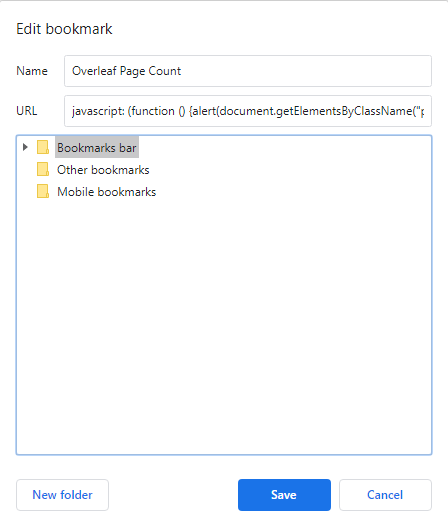 Edit bookmark
Name Overleaf Page Count
URL javascript: (function () {alert(document.getElementsByClassName("p
Bookmarks bar
Other bookmarks
Mobile bookmarks
New folder Save Cancel